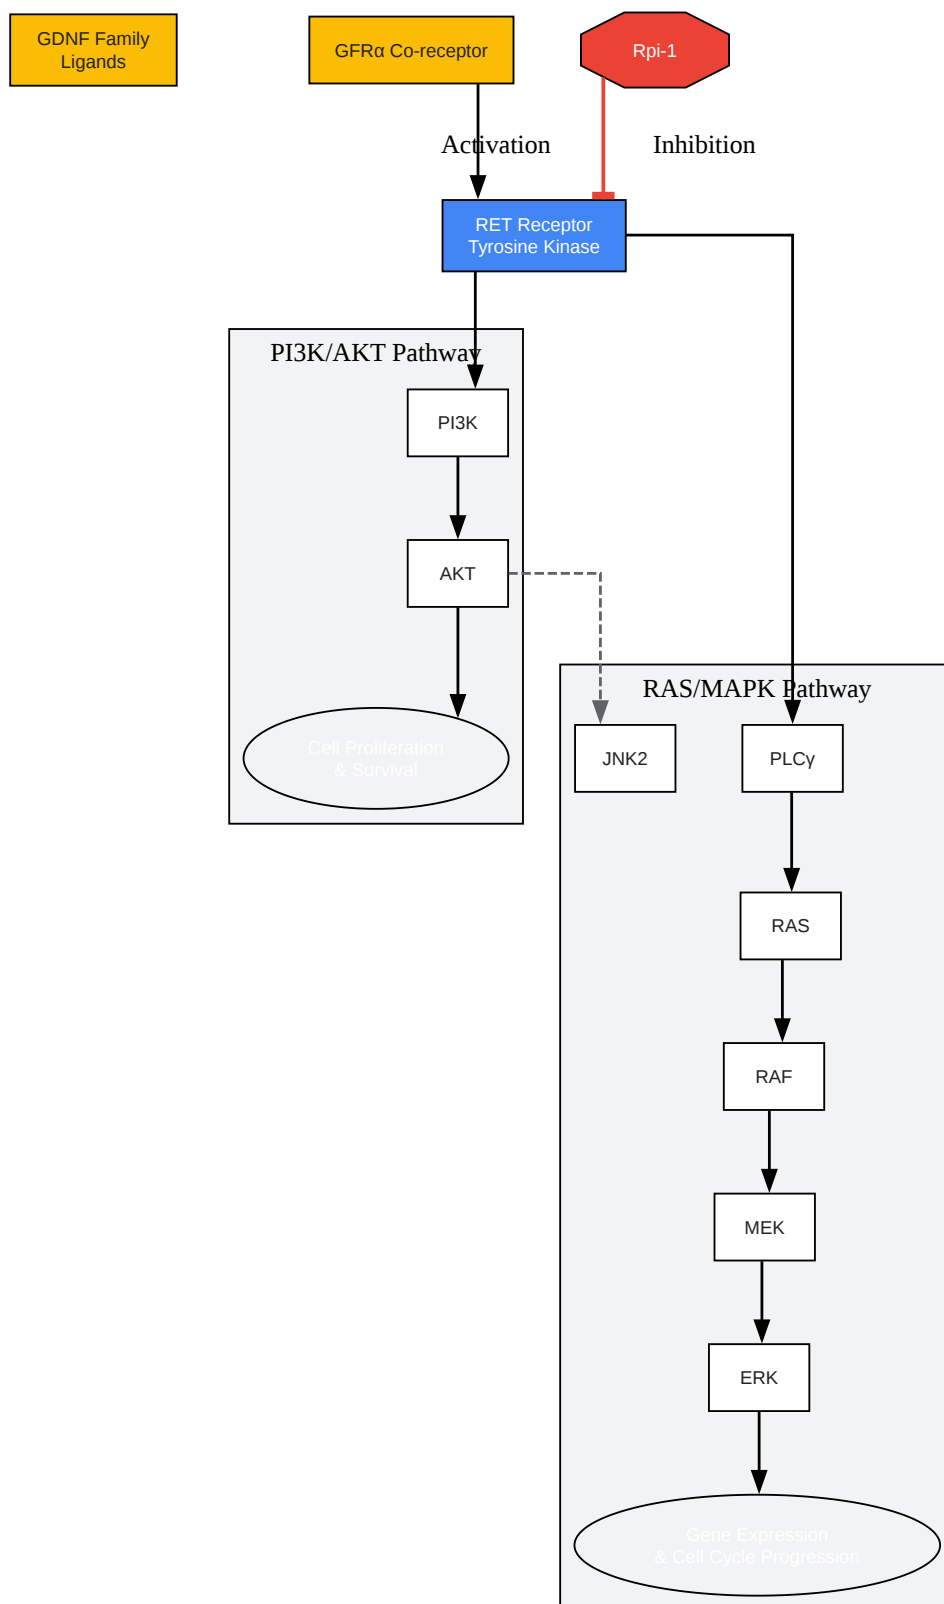 GDNF Family
Ligands
GFRα Co-receptor
Rpi-1
Activation
Inhibition
RET Receptor
Tyrosine Kinase
PI3K/AKT Pathway
PI3K
AKT
Cell Proliferation
& Survival
RAS/MAPK Pathway
JNK2
PLCγ
RAS
RAF
MEK
ERK
Gene Expression
& Cell Cycle Progression